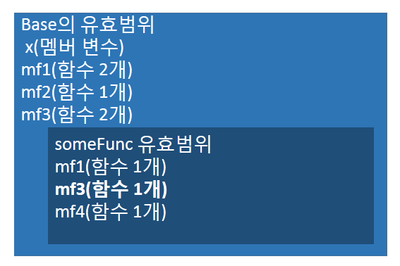 Base의 유효범위
x(멤버 변수)
mf1(함수 2개)
mf2(함수 1개)
mf3(함수 2개)
someFunc 유효범위
mf1(함수 1개)
mf3(함수 1개)
mf4(함수 1개)